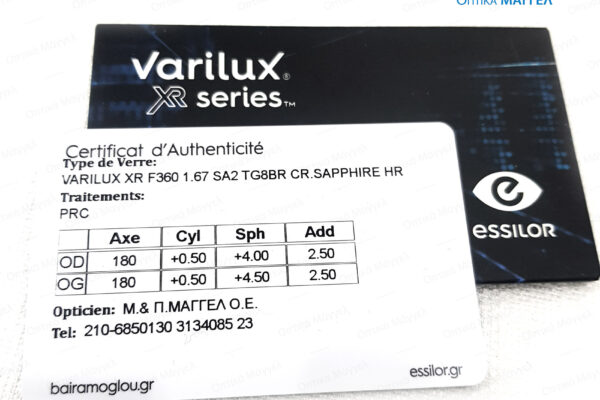 Οπτικά ΜΑΓΓΕΛ
varilux®
XR series™
essilor
Certificat d'Authenticité
Type de Verre:
VARILUX XR F360 1.67 SA2 TG8BR CR.SAPPHIRE HR
Traitements:
PRC
Axe Cyl Sph Add
OD 180 +0.50 +4.00 2.50
OG 180 +0.50 +4.50 2.50
Opticien: Μ.& Π.ΜΑΓΓΕΛ Ο.Ε.
Tel: 210-6850130 3134085 23
bairamoglou.gr
essilor.gr